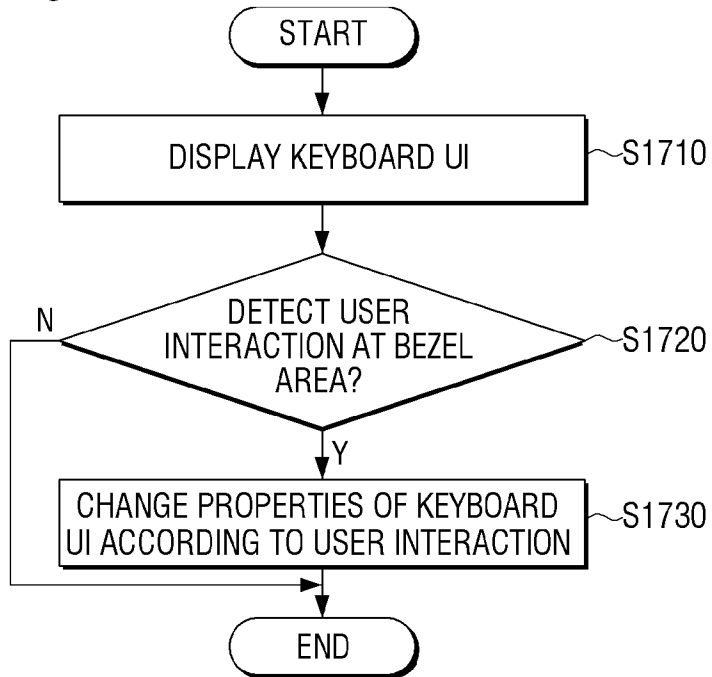 START
DISPLAY KEYBOARD UI
S1710
DETECT USER
INTERACTION AT BEZEL
AREA?
S1720
N
Y
CHANGE PROPERTIES OF KEYBOARD
UI ACCORDING TO USER INTERACTION
S1730
END